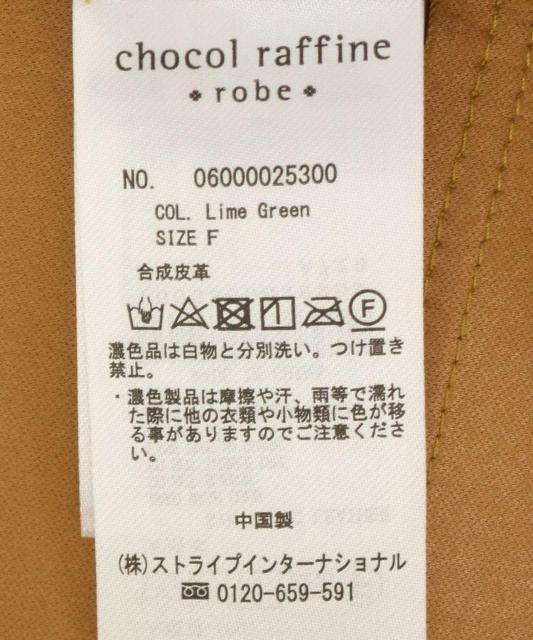 chocol raffine
robe
NO. 06000025300
COL. Lime Green
SIZE F
合成皮革
F
濃色品は白物と分別洗い。つけ置き
禁止。
・濃色製品は摩擦や汗、雨等で濡れ
た際に他の衣類や小物類に色が移
る事がありますのでご注意くださ
い。
中国製
(株)ストライプインターナショナル
0120-659-591